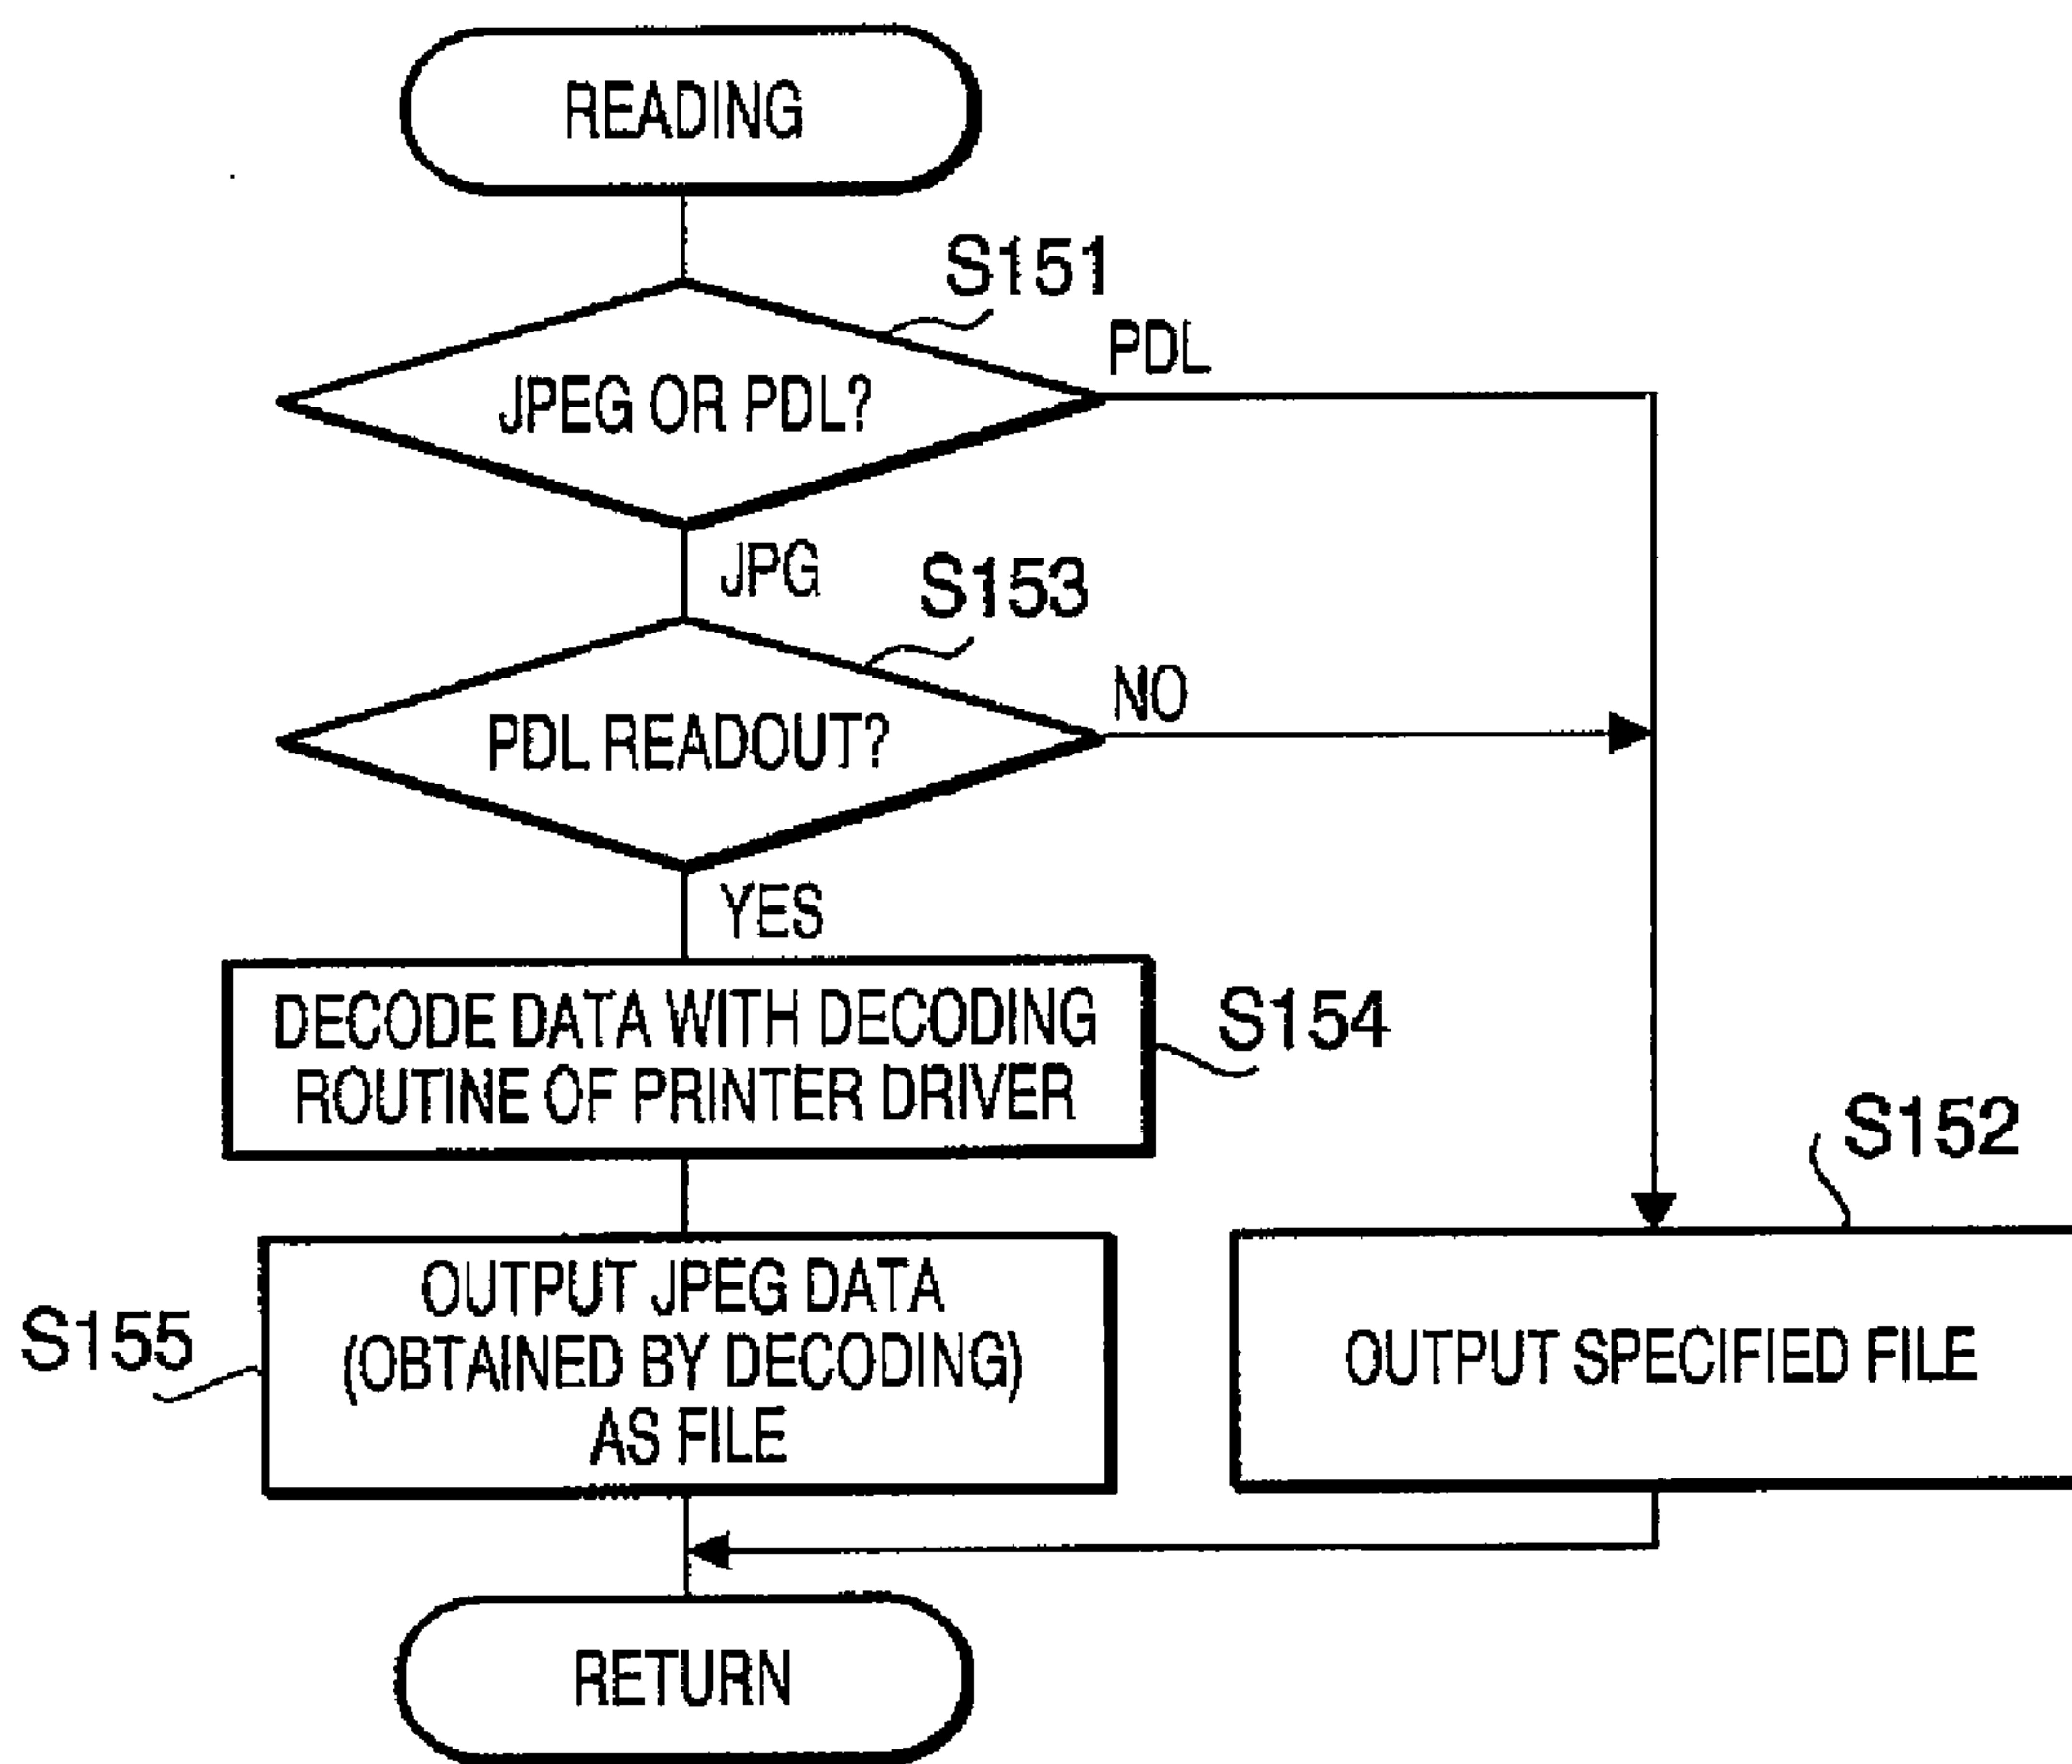 READING
S151
JPEG OR PDL?
PDL
JPG
S153
PDL READOUT?
NO
YES
DECODE DATA WITH DECODING
ROUTINE OF PRINTER DRIVER
S154
S152
OUTPUT JPEG DATA
(OBTAINED BY DECODING)
AS FILE
S155
OUTPUT SPECIFIED FILE
RETURN